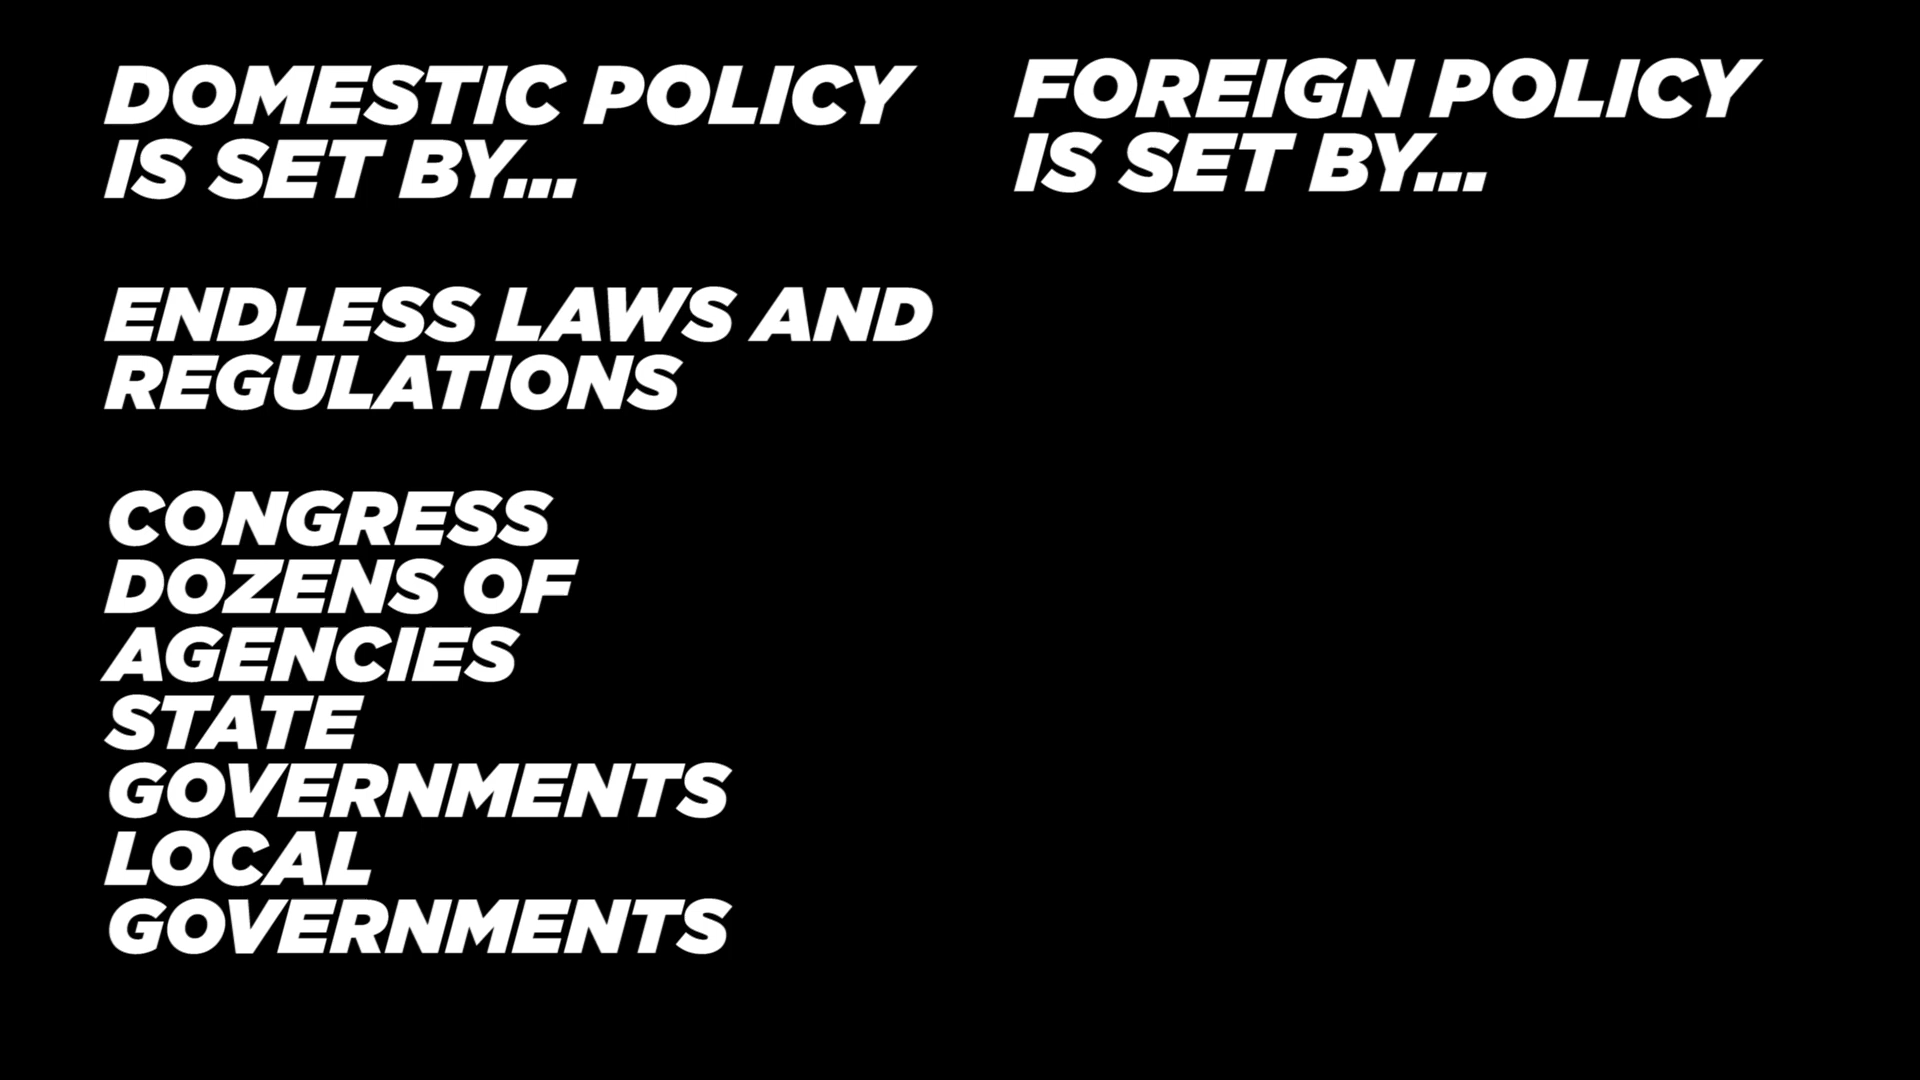 DOMESTIC POLICY
IS SET BY...
ENDLESS LAWS AND
REGULATIONS
CONGRESS
DOZENS OF
AGENCIES
STATE
GOVERNMENTS
LOCAL
GOVERNMENTS
FOREIGN POLICY
IS SET BY...